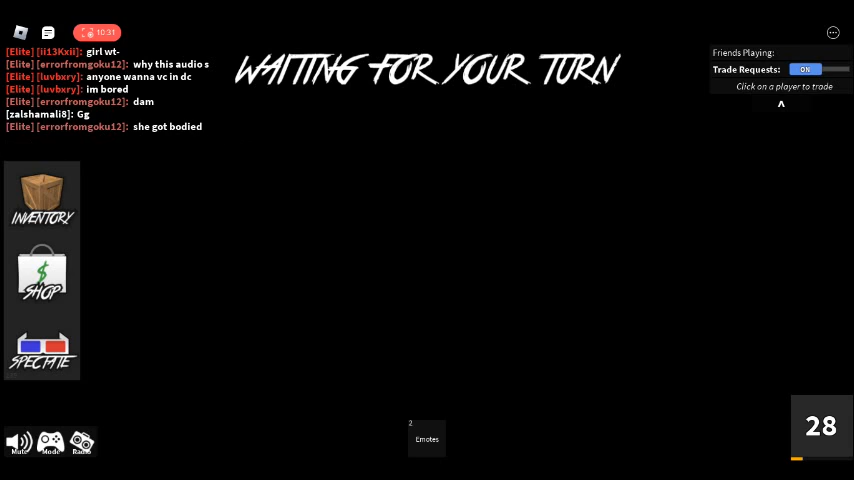 10:31
[Elite] [ii13Kxii]: girl wt-
[Elite] [errorfromgoku12]: why this audio s
[Elite] [luvbxry]: anyone wanna vc in dc
[Elite] [luvbxry]: im bored
[Elite] [errorfromgoku12]: dam
[zalshamali8]: Gg
[Elite] [errorfromgoku12]: she got bodied
WAITING FOR YOUR TURN
Friends Playing:
Trade Requests: ON
Click on a player to trade
INVENTORY
SHOP
SPECTATE
Mute Mode Radio
2
Emotes
28